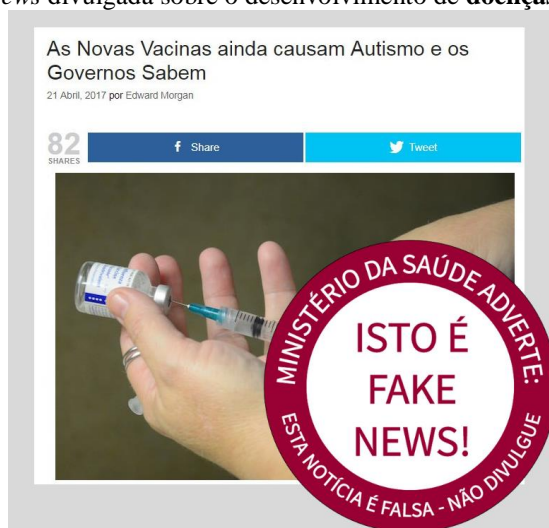 news divulgada sobre o desenvolvimento de doenças
As Novas Vacinas ainda causam Autismo e os
Governos Sabem
21 Abril, 2017 por Edward Morgan
82
SHARES
Share
Tweet
MINISTÉRIO DA SAÚDE ADVERTE:
ISTO É
FAKE
NEWS!
ESTA NOTÍCIA É FALSA - NÃO DIVULGUE